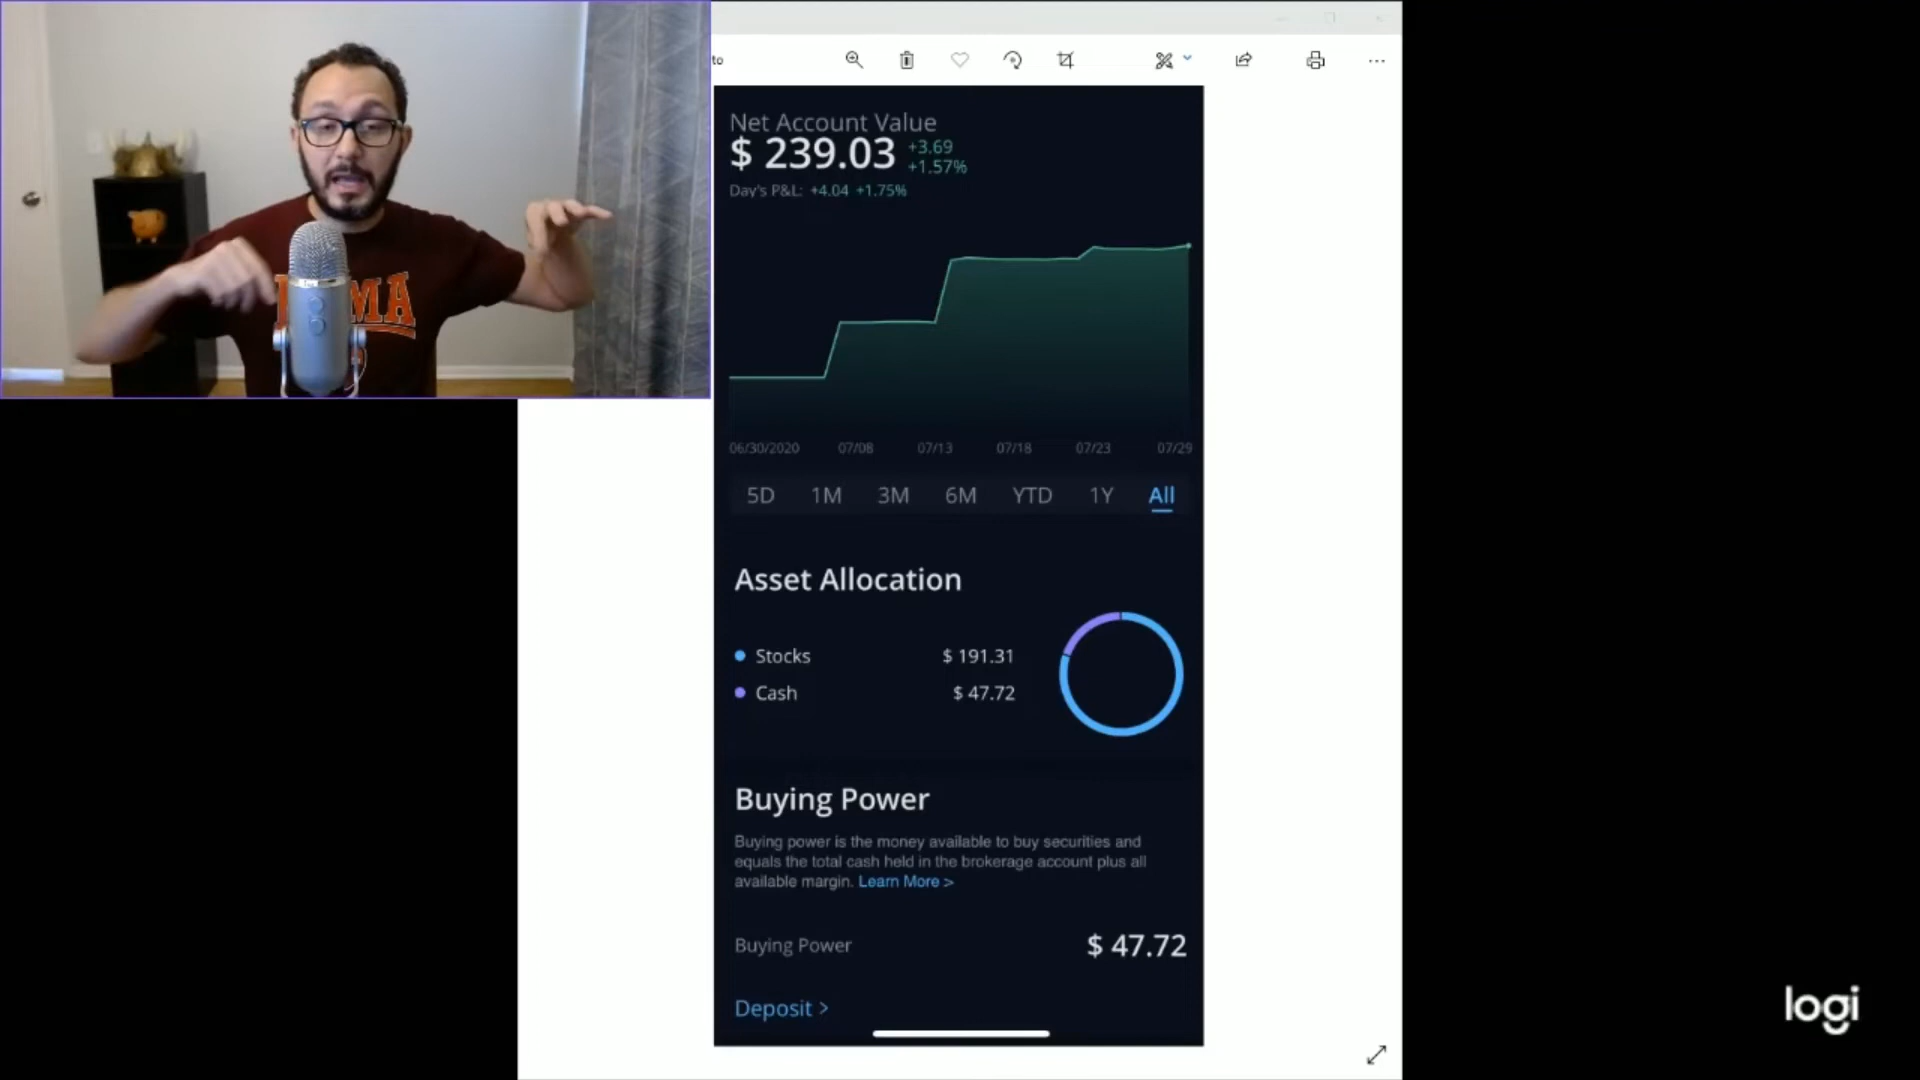 to
Net Account Value
$ 239.03 +3.69
+1.57%
Day's P&L: +4.04 +1.75%
06/30/2020 07/08 07/13 07/18 07/23 07/29
5D 1M 3M 6M YTD 1Y All
Asset Allocation
Stocks $ 191.31
Cash $ 47.72
Buying Power
Buying power is the money available to buy securities and
equals the total cash held in the brokerage account plus all
available margin. Learn More >
Buying Power $ 47.72
Deposit >
logi